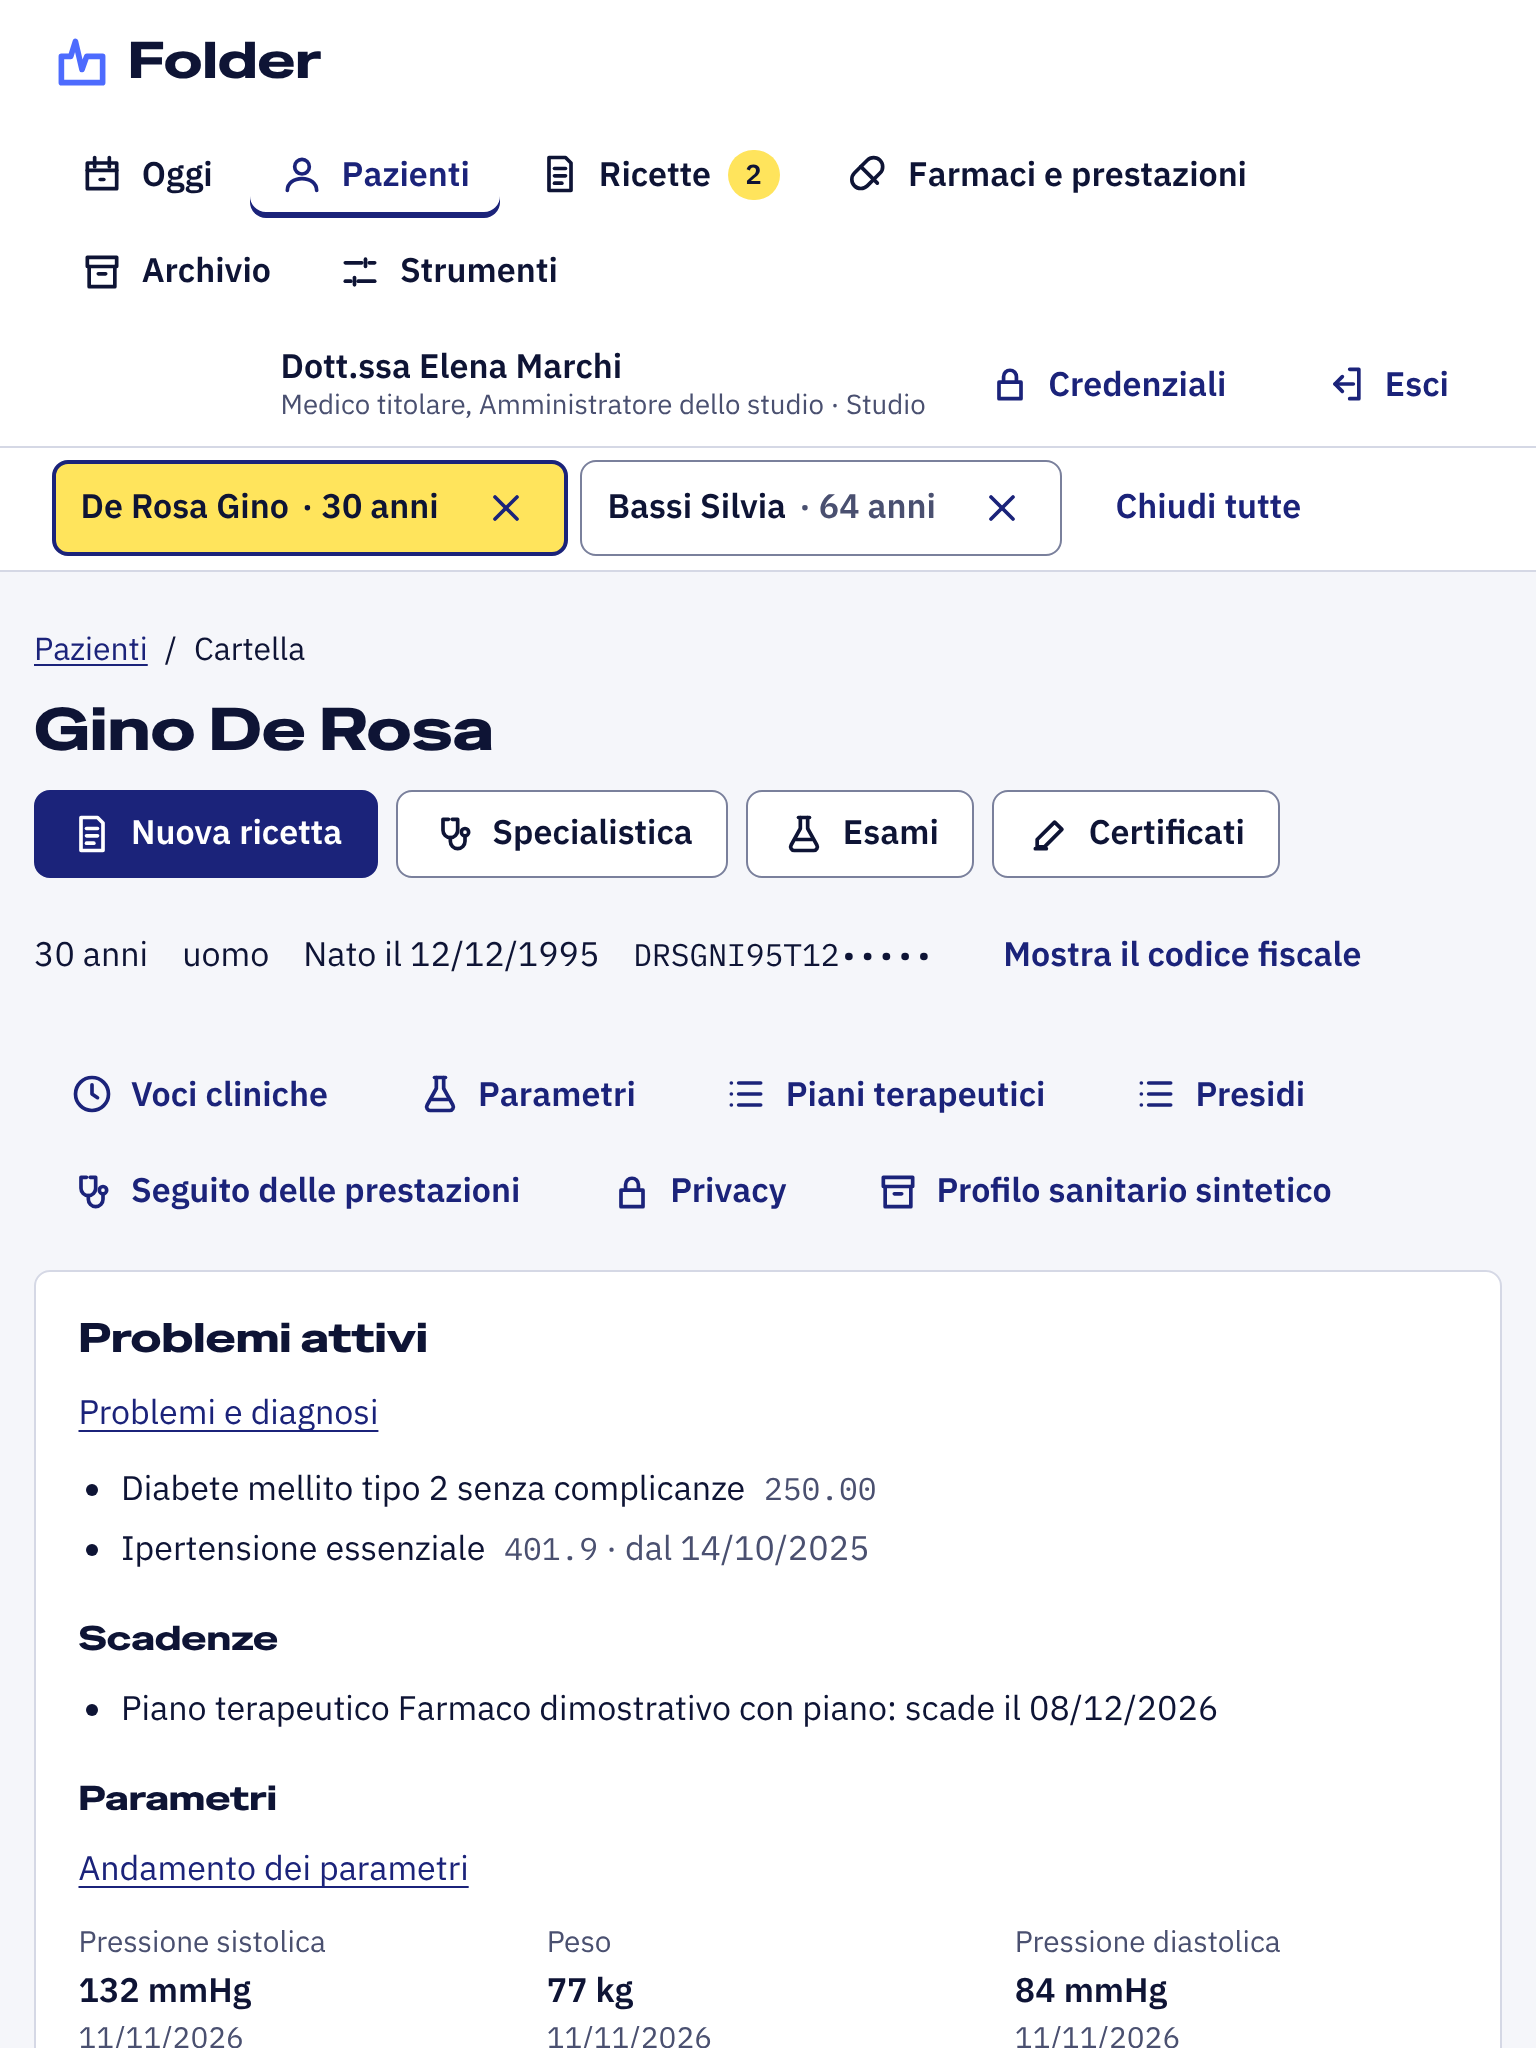 Folder
Oggi Pazienti Ricette 2 Farmaci e prestazioni
Archivio Strumenti
Dott.ssa Elena Marchi
Medico titolare, Amministratore dello studio · Studio
Credenziali Esci
De Rosa Gino · 30 anni Bassi Silvia · 64 anni Chiudi tutte
Pazienti / Cartella
Gino De Rosa
Nuova ricetta Specialistica Esami Certificati
30 anni uomo Nato il 12/12/1995 DRSGNI95T12••••• Mostra il codice fiscale
Voci cliniche Parametri Piani terapeutici Presidi
Seguito delle prestazioni Privacy Profilo sanitario sintetico
Problemi attivi
Problemi e diagnosi
• Diabete mellito tipo 2 senza complicanze 250.00
• Ipertensione essenziale 401.9 · dal 14/10/2025
Scadenze
• Piano terapeutico Farmaco dimostrativo con piano: scade il 08/12/2026
Parametri
Andamento dei parametri
Pressione sistolica Peso Pressione diastolica
132 mmHg 77 kg 84 mmHg
11/11/2026 11/11/2026 11/11/2026